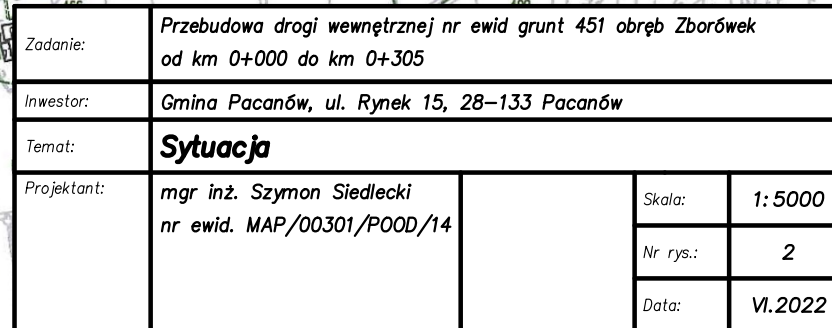 Zadanie: Przebudowa drogi wewnętrznej nr ewid grunt 451 obręb Zborówek
od km 0+000 do km 0+305
Inwestor: Gmina Pacanów, ul. Rynek 15, 28-133 Pacanów
Temat: Sytuacja
Projektant: mgr inż. Szymon Siedlecki
nr ewid. MAP/00301/POOD/14
Skala: 1:5000
Nr rys.: 2
Data: VI.2022